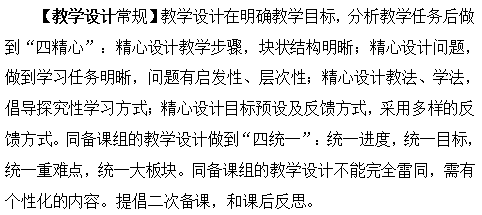 【教学设计常规】教学设计在明确教学目标，分析教学任务后做
到“四精心”：精心设计教学步骤，块状结构明晰；精心设计问题，
做到学习任务明晰，问题有启发性、层次性；精心设计教法、学法，
倡导探究性学习方式；精心设计目标预设及反馈方式，采用多样的反
馈方式。同备课组的教学设计做到“四统一”：统一进度，统一目标，
统一重难点，统一大板块。同备课组的教学设计不能完全雷同，需有
个性化的内容。提倡二次备课，和课后反思。